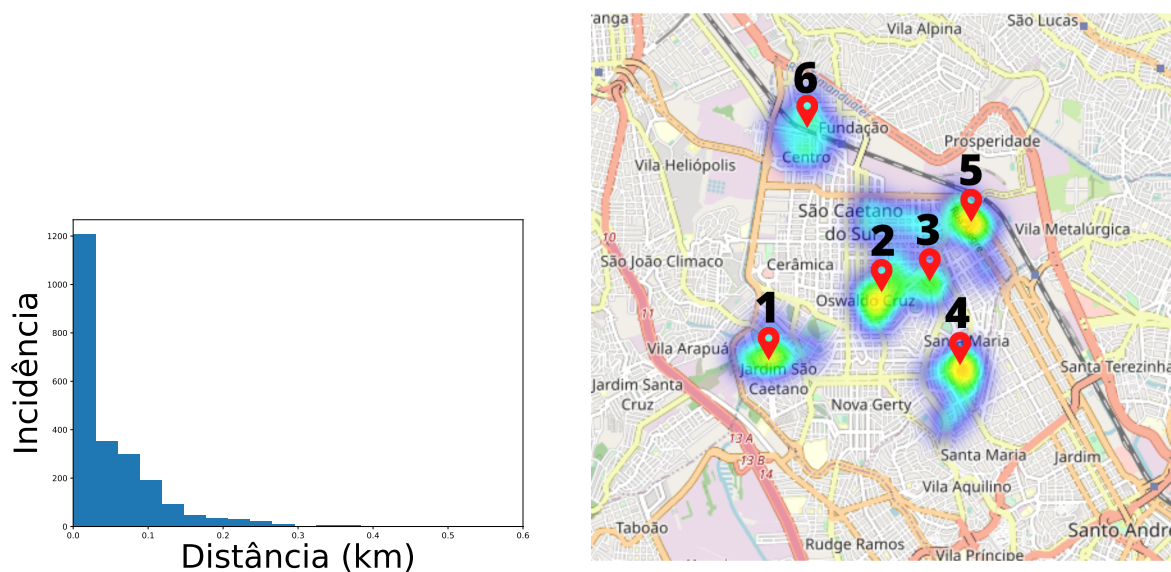 1200
1000
800
600
400
200
0
Incidência
0.0 0.1 0.2 0.3 0.4 0.5 0.6
Distância (km)
São Lucas
Vila Alpina
6
Fundação
Centro
Prosperidade
Vila Heliópolis
5
São Caetano
do Sul
Vila Metalúrgica
10
2
3
São João Climaco
Cerâmica
Oswaldo Cruz
11
1
4
Santa Maria
Vila Arapuá
Jardim São
Caetano
Santa Terezinha
Jardim Santa
Cruz
Nova Gerty
13 A
13 B
14
Santa Maria
Jardim
Vila Aquilino
Taboão
Santo André
Rudge Ramos
Vila Príncipe